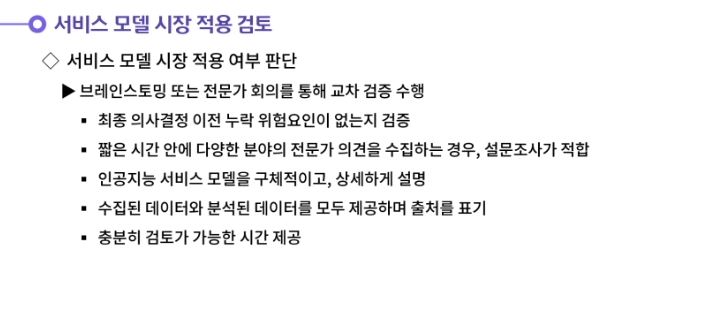 서비스 모델 시장 적용 검토
◇ 서비스 모델 시장 적용 여부 판단
▶ 브레인스토밍 또는 전문가 회의를 통해 교차 검증 수행
▪ 최종 의사결정 이전 누락 위험요인이 없는지 검증
▪ 짧은 시간 안에 다양한 분야의 전문가 의견을 수집하는 경우, 설문조사가 적합
▪ 인공지능 서비스 모델을 구체적이고, 상세하게 설명
▪ 수집된 데이터와 분석된 데이터를 모두 제공하며 출처를 표기
▪ 충분히 검토가 가능한 시간 제공